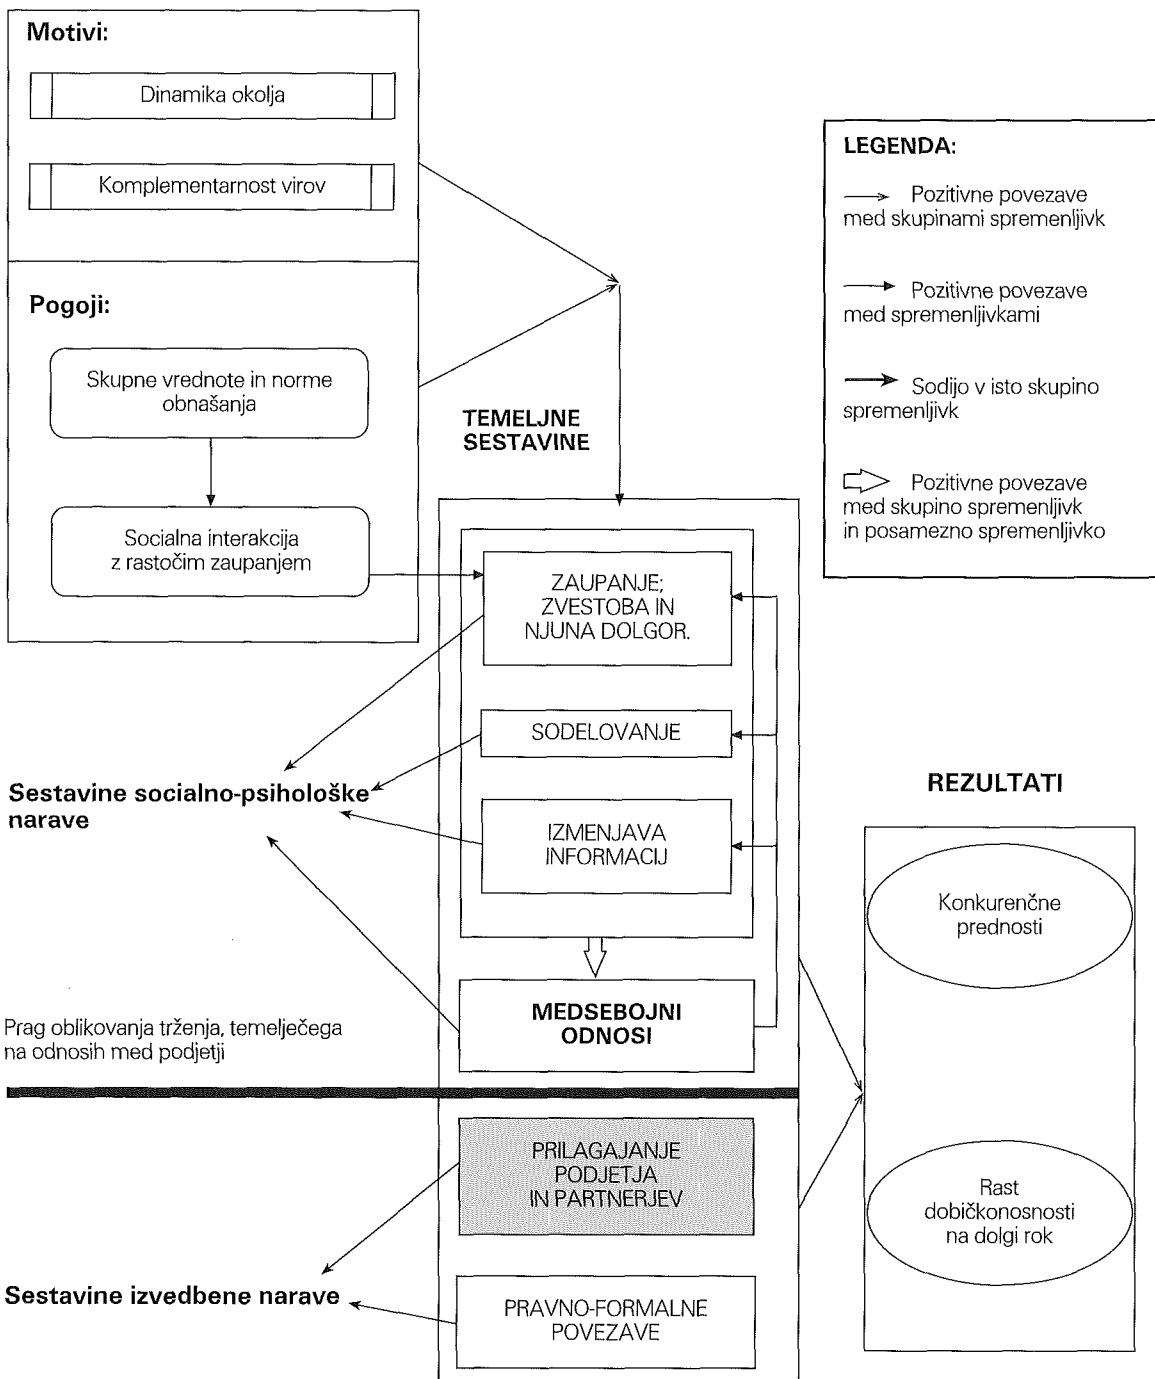 Motivi:
Dinamika okolja
Komplementarnost virov
Pogoji:
Skupne vrednote in norme
obnašanja
Socialna interakcija
z rastočim zaupanjem
LEGENDA:
Pozitivne povezave
med skupinami spremenljivk
Pozitivne povezave
med spremenljivkami
Sodijo v isto skupino
spremenljivk
Pozitivne povezave
med skupino spremenljivk
in posamezno spremenljivko
TEMELJNE
SESTAVINE
ZAUPANJE;
ZVESTOBA IN
NJUNA DOLGOR.
SODELOVANJE
IZMENJAVA
INFORMACIJ
MEDSEBOJNI
ODNOSI
Sestavine socialno-psihološke
narave
Prag oblikovanja trženja, temelječega
na odnosih med podjetji
PRILAGAJANJE
PODJETJA
IN PARTNERJEV
Sestavine izvedbene narave
PRAVNO-FORMALNE
POVEZAVE
REZULTATI
Konkurenčne
prednosti
Rast
dobičkonosnosti
na dolgi rok